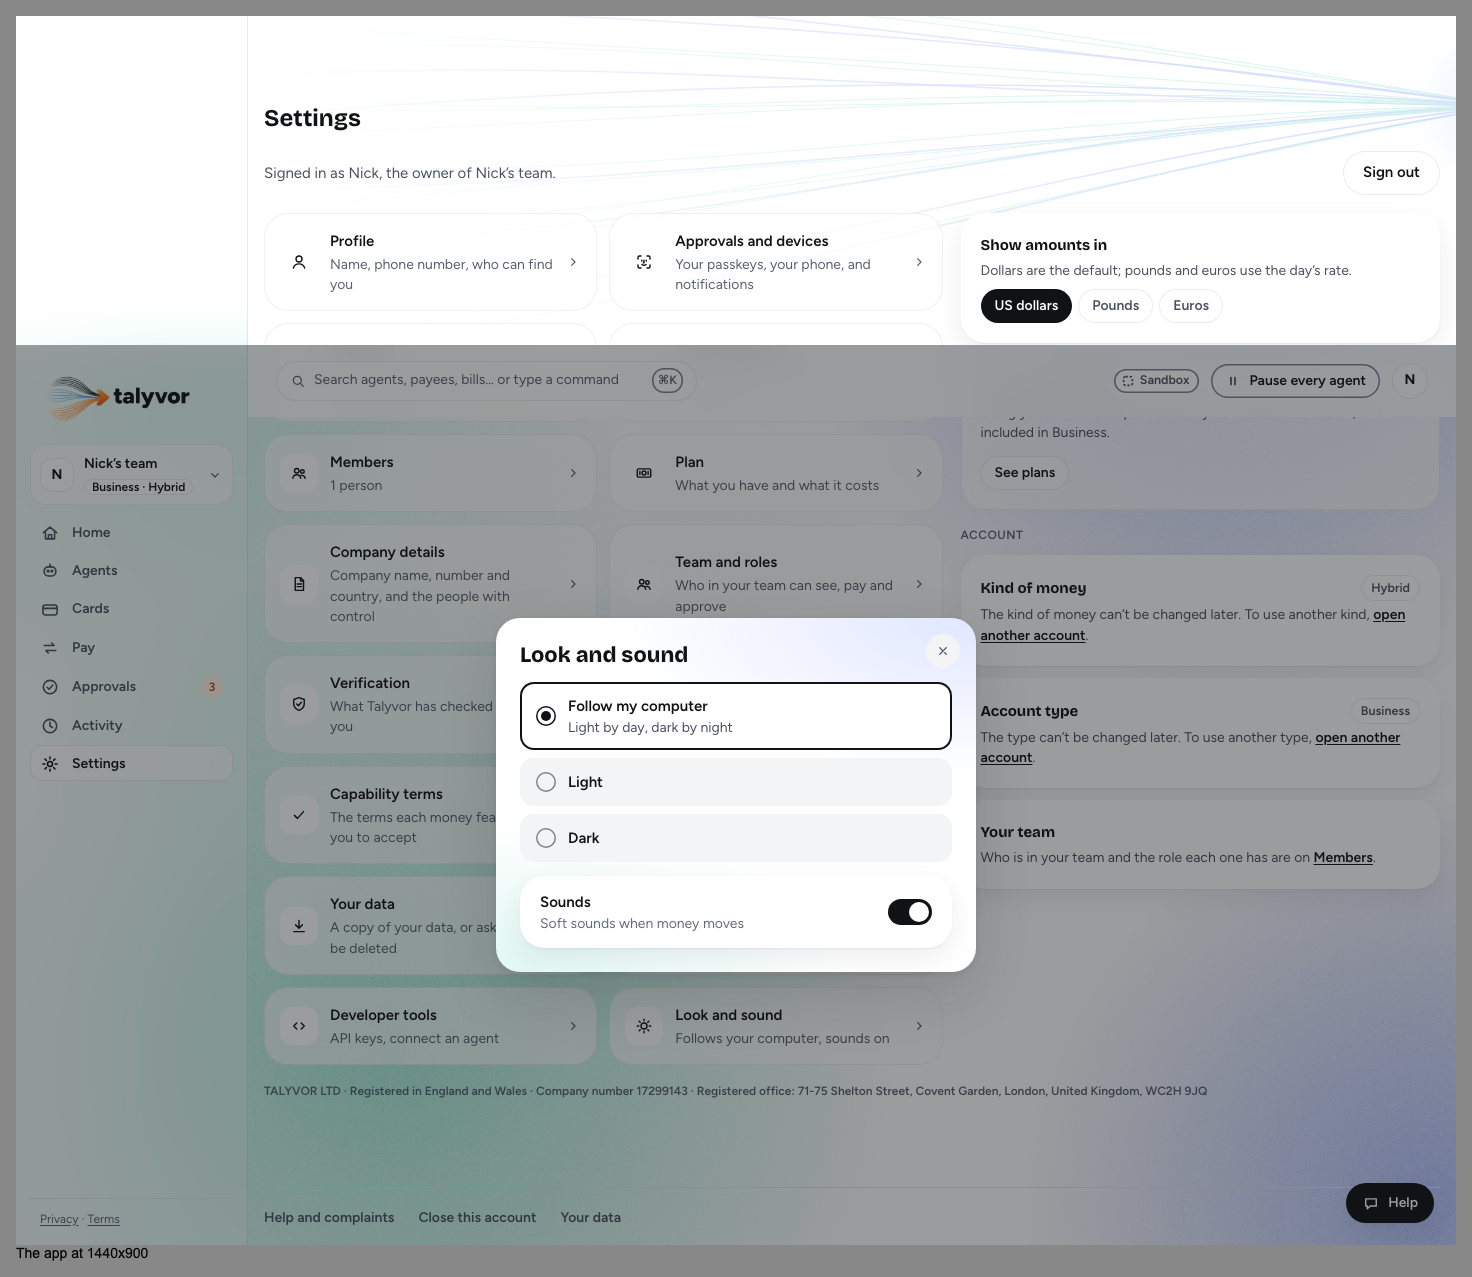 Settings
Signed in as Nick, the owner of Nick's team.
Sign out
Profile
Name, phone number, who can find
you
Approvals and devices
Your passkeys, your phone, and
notifications
Show amounts in
Dollars are the default; pounds and euros use the day's rate.
US dollars
Pounds
Euros
talyvor
Search agents, payees, bills... or type a command
⌘K
Sandbox
Pause every agent
N
N
Nick's team
Business · Hybrid
Home
Agents
Cards
Pay
Approvals
3
Activity
Settings
Members
1 person
Plan
What you have and what it costs
included in Business.
See plans
Company details
Company name, number and
country, and the people with
control
Team and roles
Who in your team can see, pay and
approve
ACCOUNT
Kind of money
Hybrid
The kind of money can't be changed later. To use another kind, open
another account.
Verification
What Talyvor has checked
you
Account type
Business
The type can't be changed later. To use another type, open another
account.
Capability terms
The terms each money fea
you to accept
Your team
Who is in your team and the role each one has are on Members.
Your data
A copy of your data, or ask
be deleted
Look and sound
Follow my computer
Light by day, dark by night
Light
Dark
Sounds
Soft sounds when money moves
Developer tools
API keys, connect an agent
Look and sound
Follows your computer, sounds on
TALYVOR LTD · Registered in England and Wales · Company number 17299143 · Registered office: 71-75 Shelton Street, Covent Garden, London, United Kingdom, WC2H 9JQ
Privacy · Terms
Help and complaints
Close this account
Your data
Help
The app at 1440x900